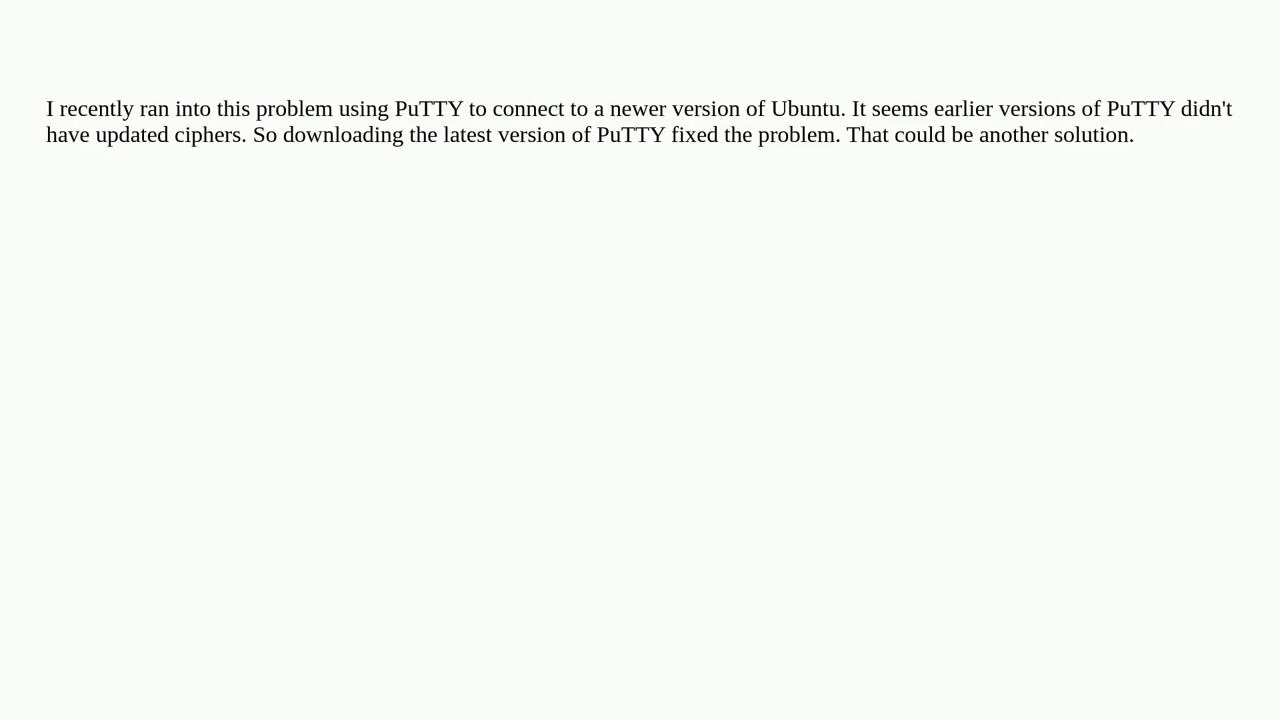 I recently ran into this problem using PuTTY to connect to a newer version of Ubuntu. It seems earlier versions of PuTTY didn't
have updated ciphers. So downloading the latest version of PuTTY fixed the problem. That could be another solution.